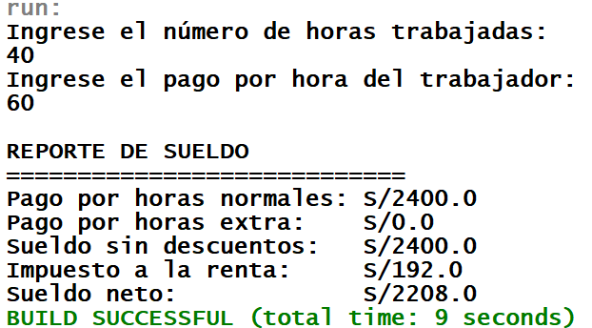 run:
Ingrese el número de horas trabajadas:
40
Ingrese el pago por hora del trabajador:
60
REPORTE DE SUELDO
============================
Pago por horas normales: S/2400.0
Pago por horas extra: S/0.0
Sueldo sin descuentos: S/2400.0
Impuesto a la renta: S/192.0
Sueldo neto: S/2208.0
BUILD SUCCESSFUL (total time: 9 seconds)